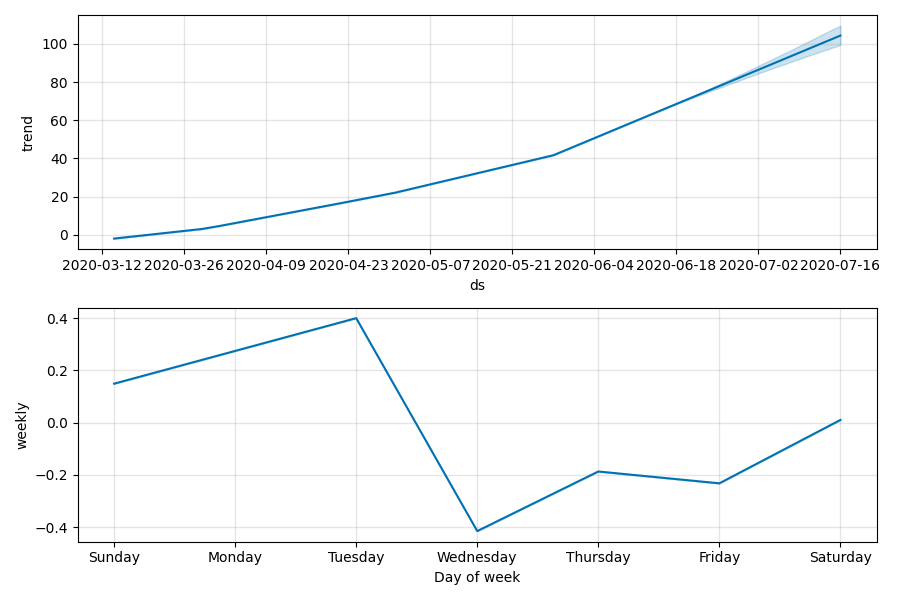 100
80
60
40
20
0
trend
2020-03-12 2020-03-26 2020-04-09 2020-04-23 2020-05-07 2020-05-21 2020-06-04 2020-06-18 2020-07-02 2020-07-16
ds
0.4
0.2
0.0
−0.2
−0.4
weekly
Sunday Monday Tuesday Wednesday Thursday Friday Saturday
Day of week